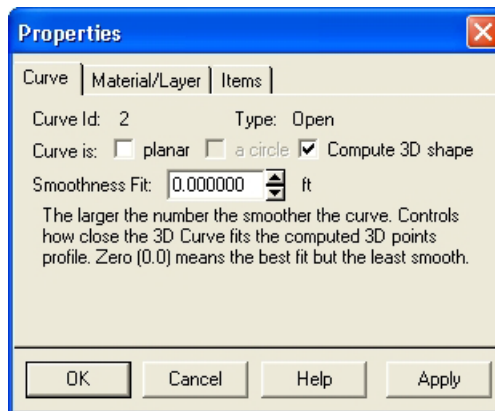 Properties
Curve Material/Layer Items
Curve Id: 2 Type: Open
Curve is: planar a circle Compute 3D shape
Smoothness Fit: 0.000000 ft
The larger the number the smoother the curve. Controls
how close the 3D Curve fits the computed 3D points
profile. Zero (0.0) means the best fit but the least smooth.
OK Cancel Help Apply